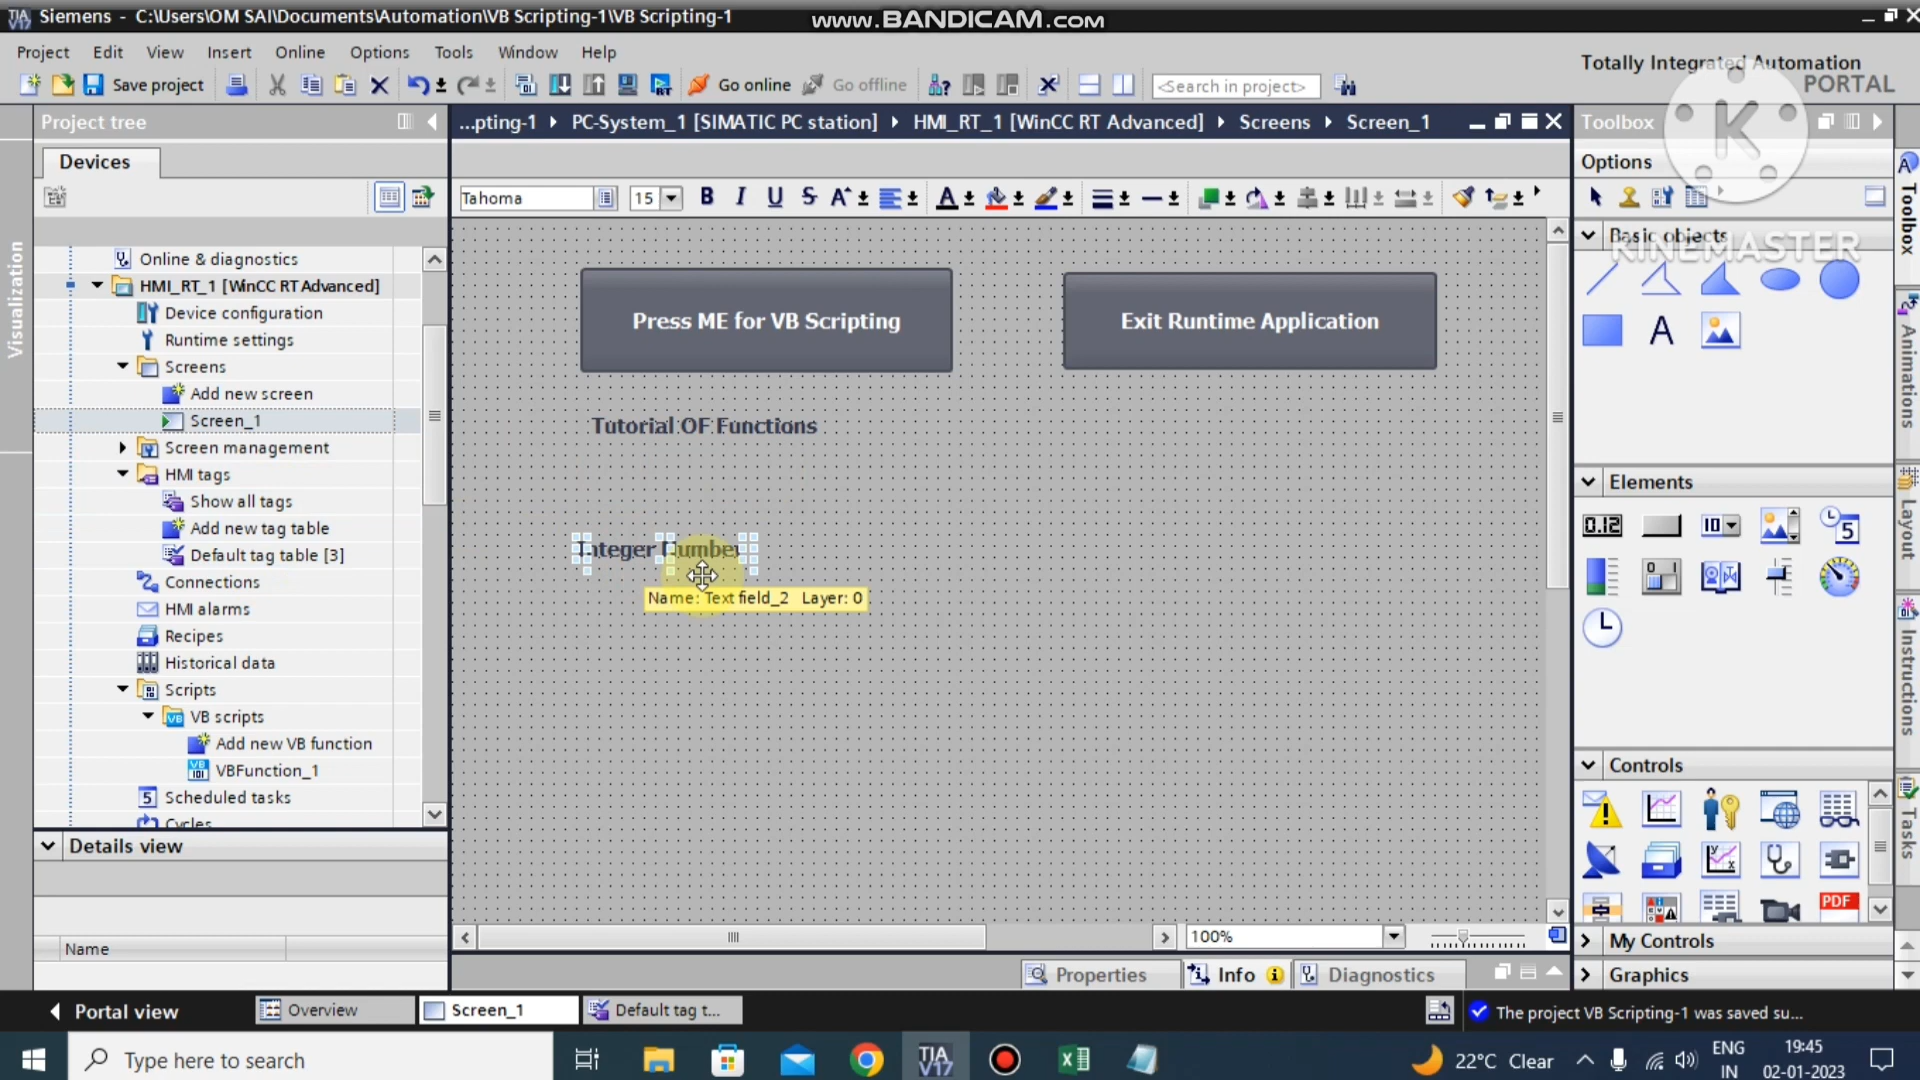 Siemens - C:\Users\OM SAI\Documents\Automation\VB Scripting-1\VB Scripting-1
www.BANDICAM.com
Project Edit View Insert Online Options Tools Window Help
Totally Integrated Automation
PORTAL
Save project
Go online
Go offline
<Search in project>
Project tree
...pting-1 PC-System_1 [SIMATIC PC station] HMI_RT_1 [WinCC RT Advanced] Screens Screen_1
Toolbox
Devices
Options
Tahoma
15
B I U S A
K
KINEMASTER
Visualization
Online & diagnostics
HMI_RT_1 [WinCC RT Advanced]
Device configuration
Runtime settings
Screens
Add new screen
Screen_1
Screen management
HMI tags
Show all tags
Add new tag table
Default tag table [3]
Connections
HMI alarms
Recipes
Historical data
Scripts
VB scripts
Add new VB function
VBFunction_1
Scheduled tasks
Cycles
Details view
Name
Press ME for VB Scripting
Exit Runtime Application
Tutorial OF Functions
Integer Number
Name: Text field_2 Layer: 0
100%
Properties
Info
Diagnostics
Basic objects
A
Elements
0.12
10
5
Controls
PDF
My Controls
Graphics
Toolbox
Animations
Layout
Instructions
Tasks
Portal view
Overview
Screen_1
Default tag t...
The project VB Scripting-1 was saved su...
Type here to search
TIA V17
22°C Clear
ENG
IN
19:45
02-01-2023